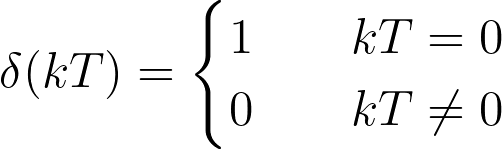 δ(kT) = { 1 kT = 0
0 kT ≠ 0